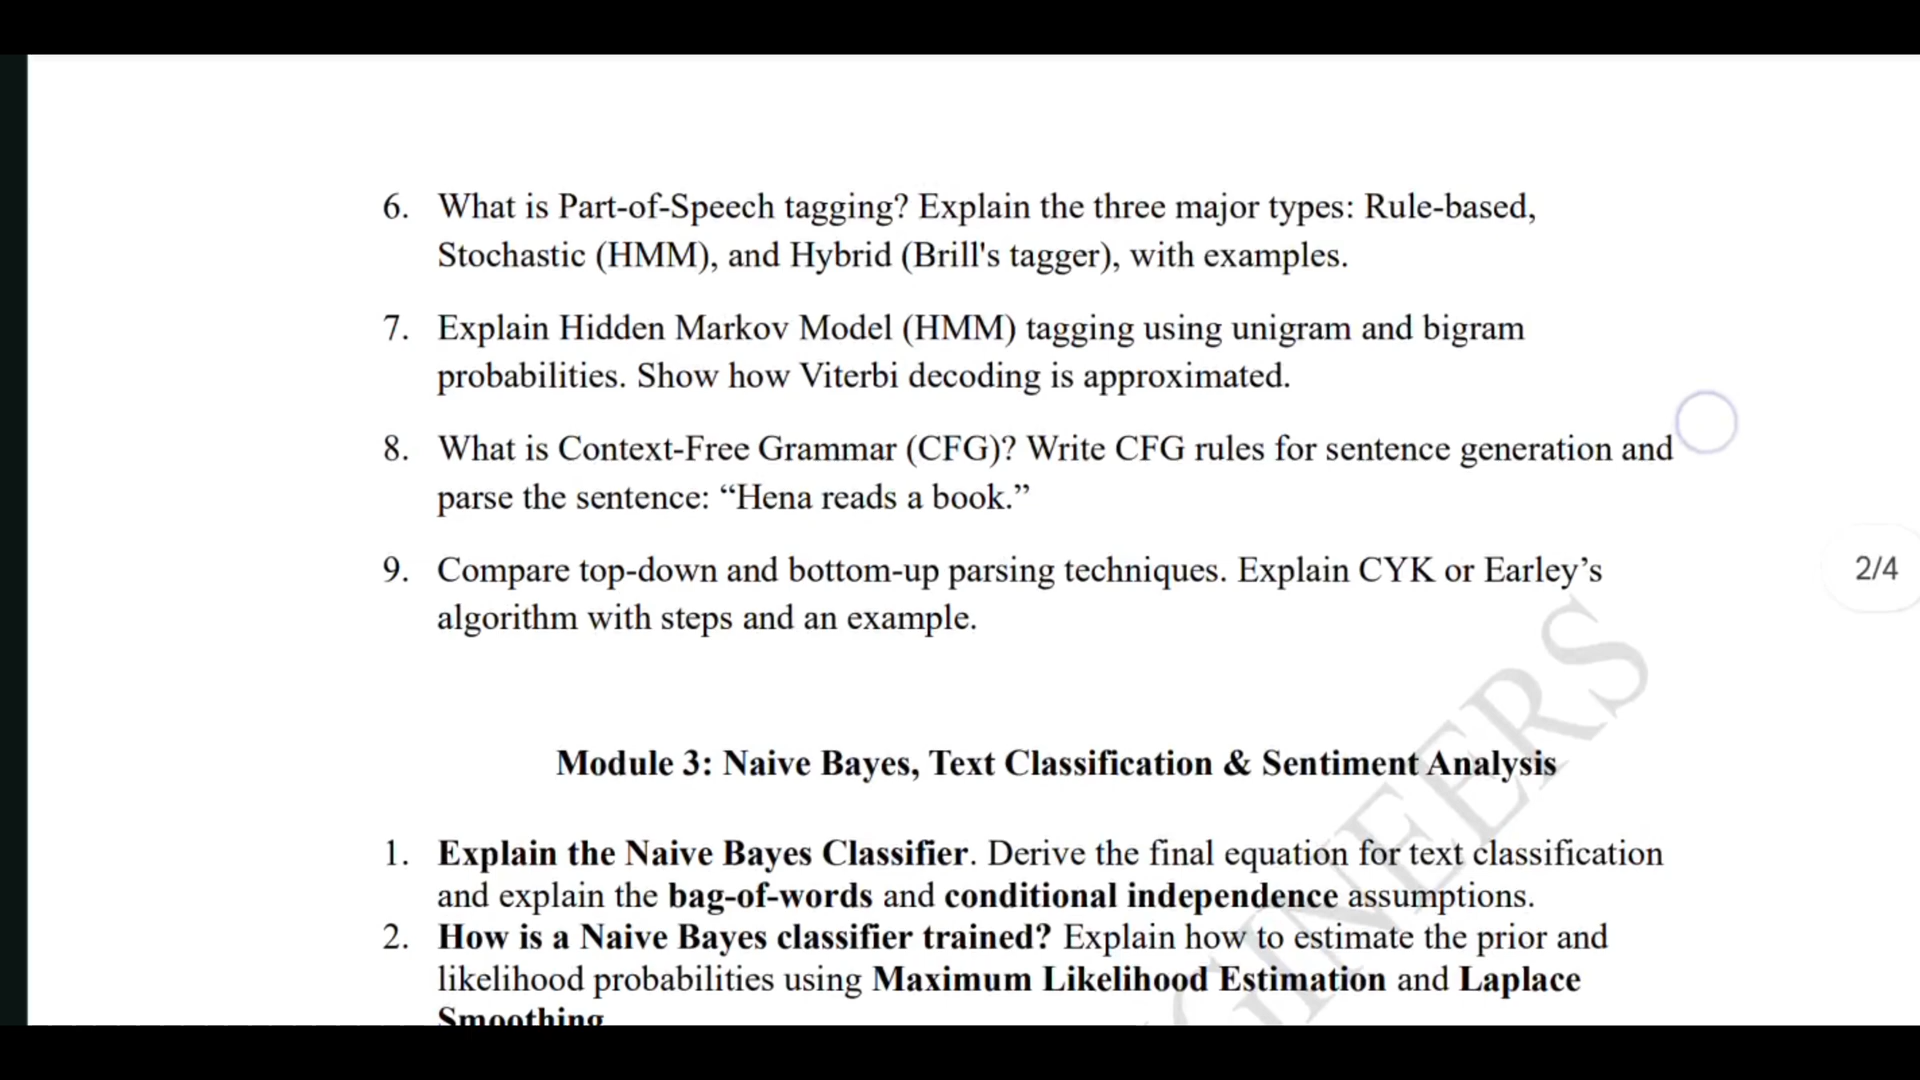 6. What is Part-of-Speech tagging? Explain the three major types: Rule-based,
Stochastic (HMM), and Hybrid (Brill's tagger), with examples.
7. Explain Hidden Markov Model (HMM) tagging using unigram and bigram
probabilities. Show how Viterbi decoding is approximated.
8. What is Context-Free Grammar (CFG)? Write CFG rules for sentence generation and
parse the sentence: “Hena reads a book.”
9. Compare top-down and bottom-up parsing techniques. Explain CYK or Earley’s
algorithm with steps and an example.
2/4
Module 3: Naive Bayes, Text Classification & Sentiment Analysis
1. Explain the Naive Bayes Classifier. Derive the final equation for text classification
and explain the bag-of-words and conditional independence assumptions.
2. How is a Naive Bayes classifier trained? Explain how to estimate the prior and
likelihood probabilities using Maximum Likelihood Estimation and Laplace
Smoothing
GINEERS